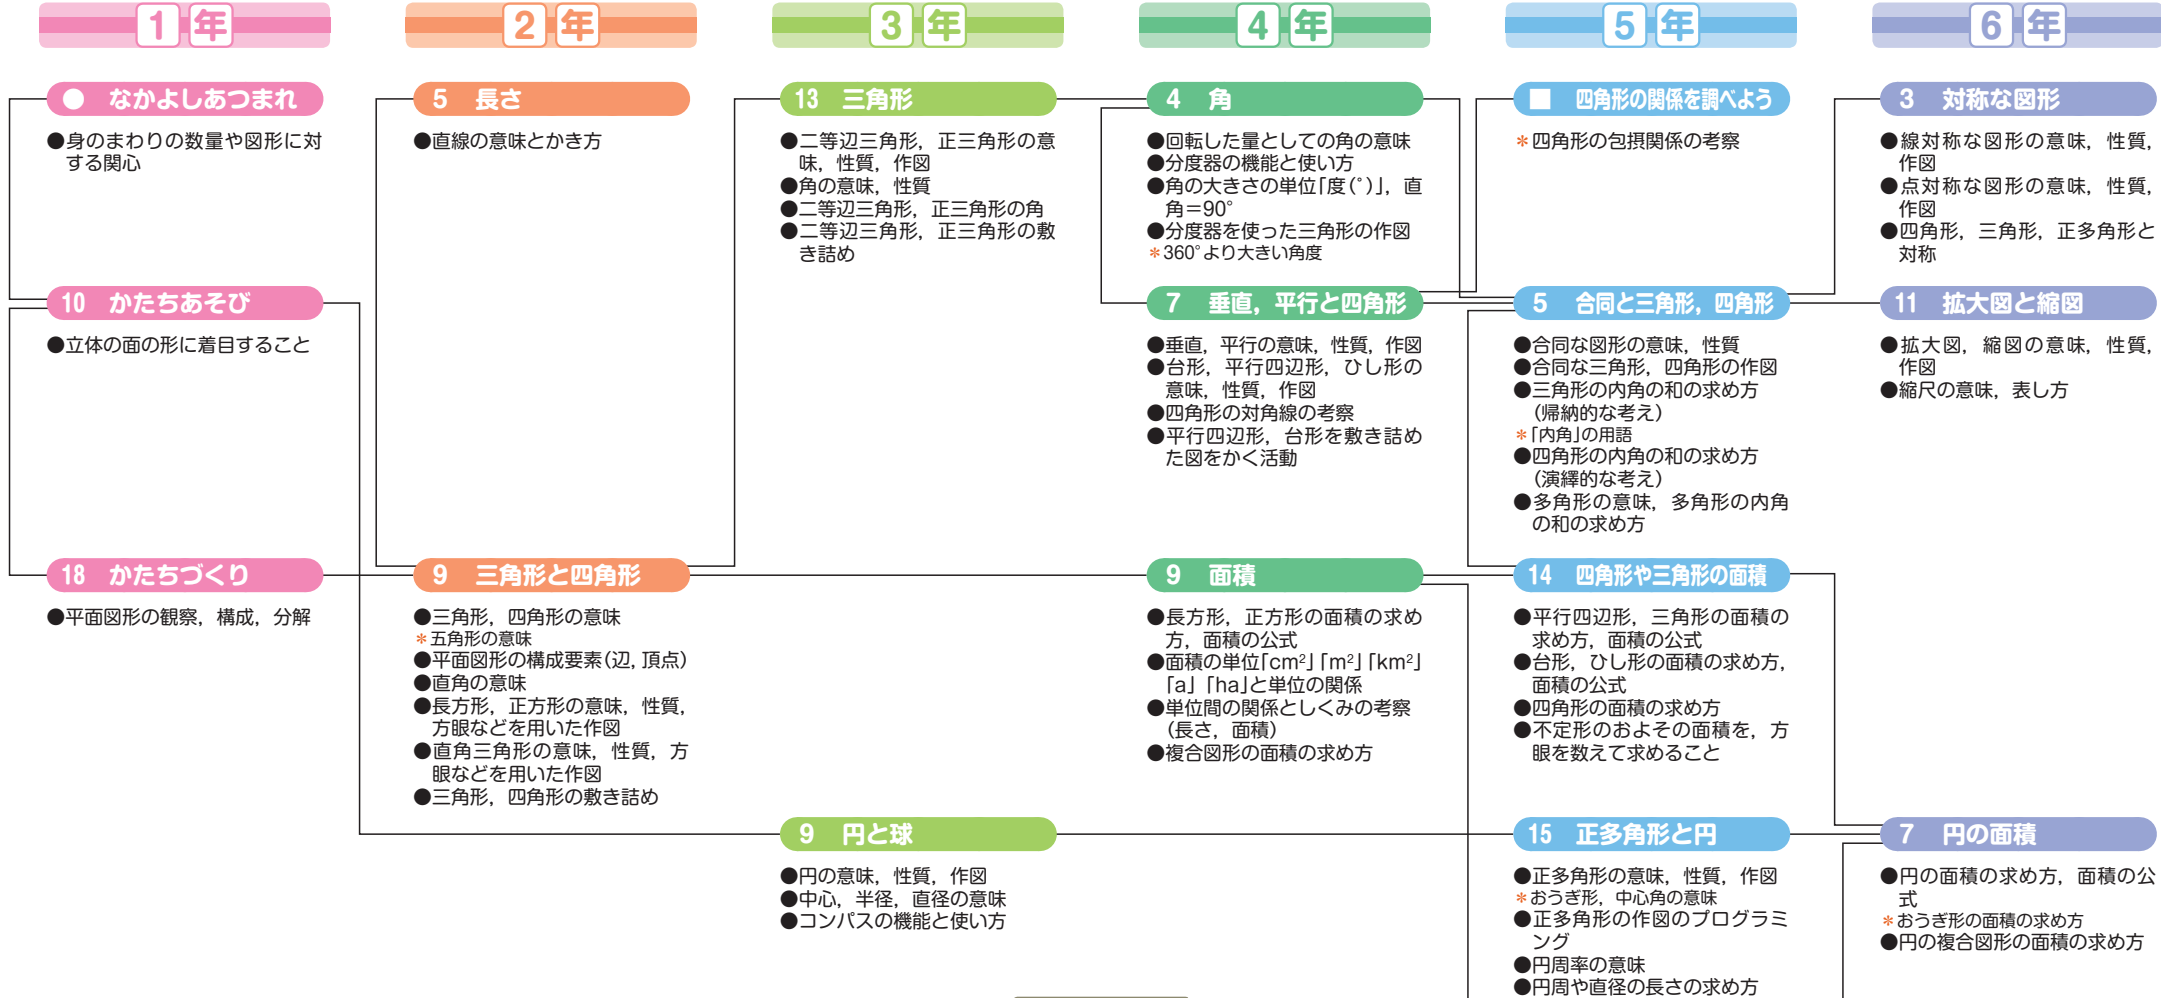 1年
2年
3年
4年
5年
6年
● なかよしあつまれ
●身のまわりの数量や図形に対
する関心
10 かたちあそび
●立体の面の形に着目すること
18 かたちづくり
●平面図形の観察，構成，分解
5 長さ
●直線の意味とかき方
9 三角形と四角形
●三角形，四角形の意味
＊五角形の意味
●平面図形の構成要素(辺，頂点)
●直角の意味
●長方形，正方形の意味，性質，
方眼などを用いた作図
●直角三角形の意味，性質，方
眼などを用いた作図
●三角形，四角形の敷き詰め
13 三角形
●二等辺三角形，正三角形の意
味，性質，作図
●角の意味，性質
●二等辺三角形，正三角形の角
●二等辺三角形，正三角形の敷
き詰め
9 円と球
●円の意味，性質，作図
●中心，半径，直径の意味
●コンパスの機能と使い方
4 角
●回転した量としての角の意味
●分度器の機能と使い方
●角の大きさの単位「度(°)」，直
角＝90°
●分度器を使った三角形の作図
＊360°より大きい角度
7 垂直，平行と四角形
●垂直，平行の意味，性質，作図
●台形，平行四辺形，ひし形の
意味，性質，作図
●四角形の対角線の考察
●平行四辺形，台形を敷き詰め
た図をかく活動
9 面積
●長方形，正方形の面積の求め
方，面積の公式
●面積の単位「cm²」「m²」「km²」
「a」「ha」と単位の関係
●単位間の関係としくみの考察
(長さ，面積)
●複合図形の面積の求め方
■ 四角形の関係を調べよう
＊四角形の包摂関係の考察
5 合同と三角形，四角形
●合同な図形の意味，性質
●合同な三角形，四角形の作図
●三角形の内角の和の求め方
(帰納的な考え)
＊「内角」の用語
●四角形の内角の和の求め方
(演繹的な考え)
●多角形の意味，多角形の内角
の和の求め方
14 四角形や三角形の面積
●平行四辺形，三角形の面積の
求め方，面積の公式
●台形，ひし形の面積の求め方，
面積の公式
●四角形の面積の求め方
●不定形のおよその面積を，方
眼を数えて求めること
15 正多角形と円
●正多角形の意味，性質，作図
＊おうぎ形，中心角の意味
●正多角形の作図のプログラミ
ング
●円周率の意味
●円周や直径の長さの求め方
3 対称な図形
●線対称な図形の意味，性質，
作図
●点対称な図形の意味，性質，
作図
●四角形，三角形，正多角形と
対称
11 拡大図と縮図
●拡大図，縮図の意味，性質，
作図
●縮尺の意味，表し方
7 円の面積
●円の面積の求め方，面積の公
式
＊おうぎ形の面積の求め方
●円の複合図形の面積の求め方